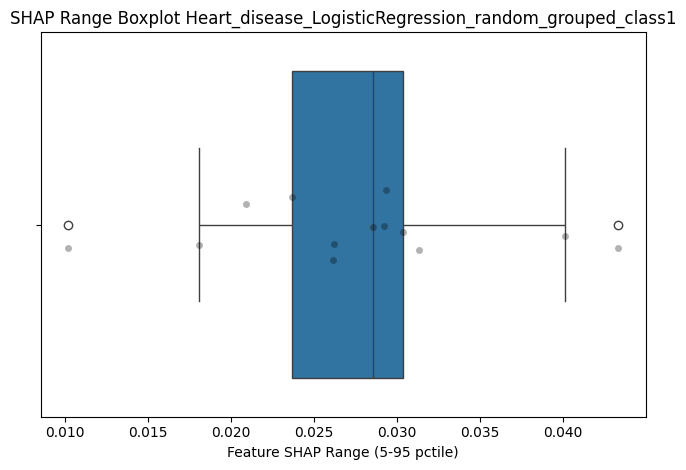 SHAP Range Boxplot Heart_disease_LogisticRegression_random_grouped_class1
0.010 0.015 0.020 0.025 0.030 0.035 0.040
Feature SHAP Range (5-95 pctile)